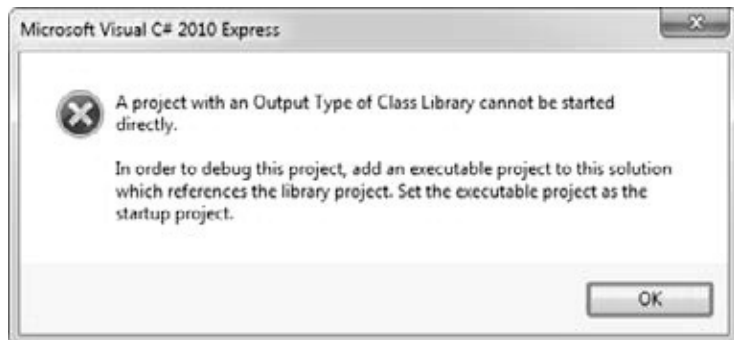 Microsoft Visual C# 2010 Express
A project with an Output Type of Class Library cannot be started
directly.
In order to debug this project, add an executable project to this solution
which references the library project. Set the executable project as the
startup project.
OK